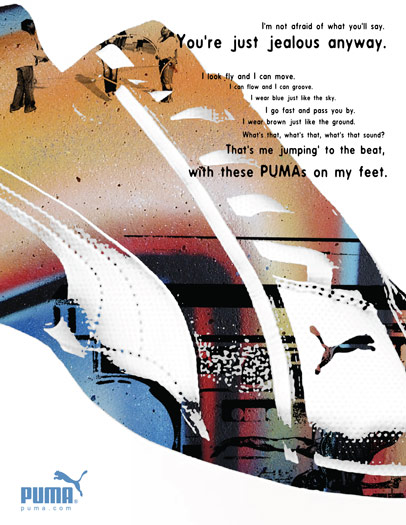 I'm not afraid of what you'll say.
You're just jealous anyway.
I look fly and I can move.
I can flow and I can groove.
I wear blue just like the sky.
I go fast and pass you by.
I wear brown just like the ground.
What's that, what's that, what's that sound?
That's me jumping' to the beat,
with these PUMAs on my feet.
PUMA®
puma.com